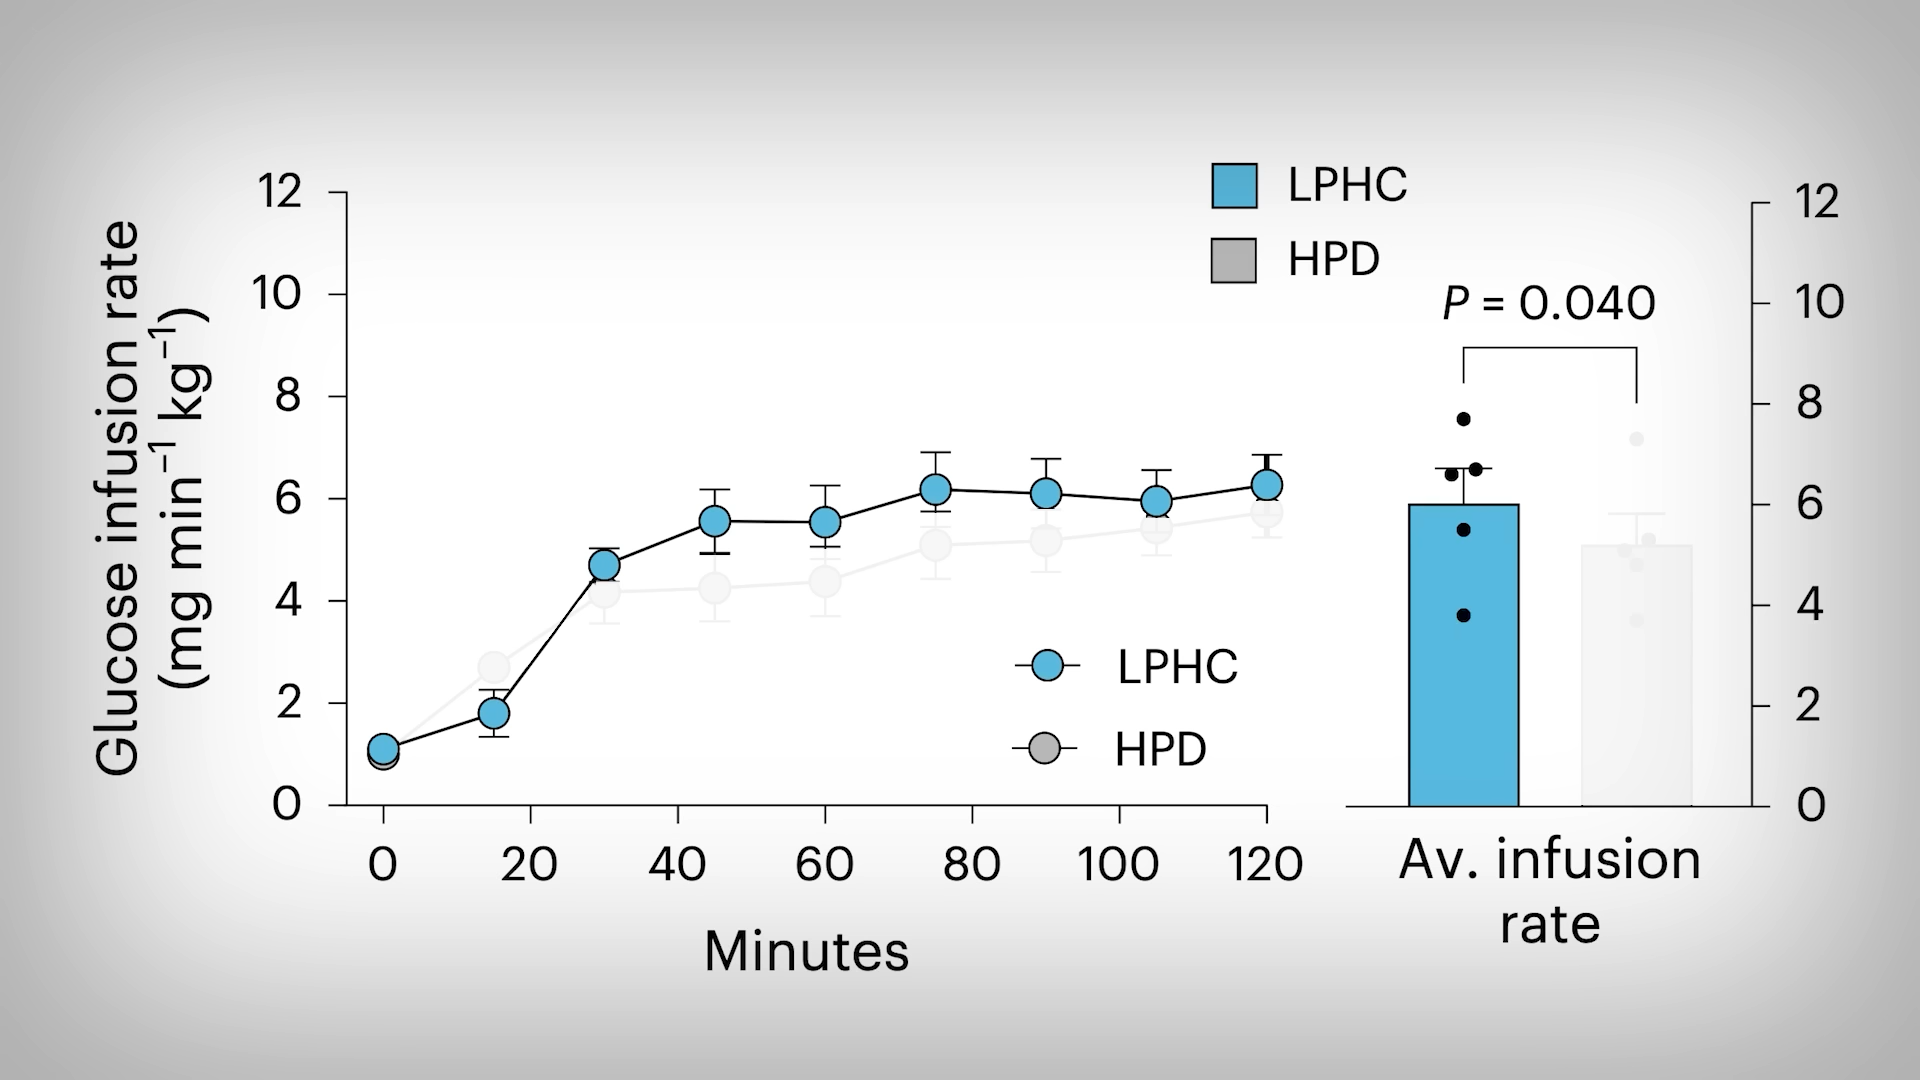 Glucose infusion rate
(mg min⁻¹ kg⁻¹)
12
10
8
6
4
2
0
0 20 40 60 80 100 120
Minutes
LPHC
HPD
LPHC
HPD
P = 0.040
12
10
8
6
4
2
0
Av. infusion
rate